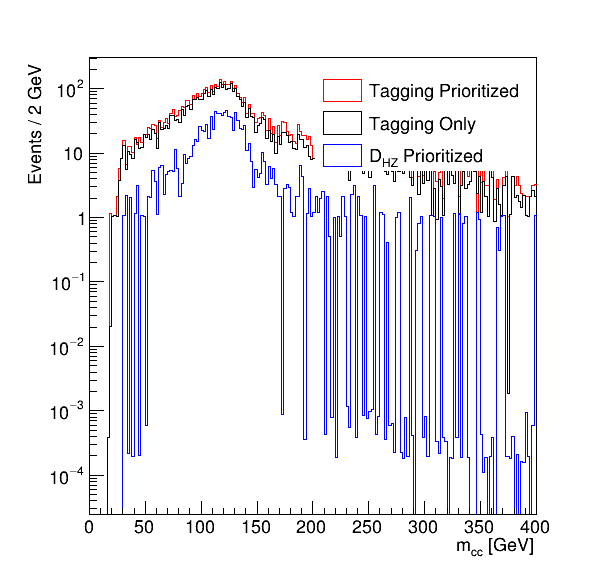 Events / 2 GeV
10²
10
1
10⁻¹
10⁻²
10⁻³
10⁻⁴
Tagging Prioritized
Tagging Only
D_HZ Prioritized
0 50 100 150 200 250 300 350 400
m_cc [GeV]